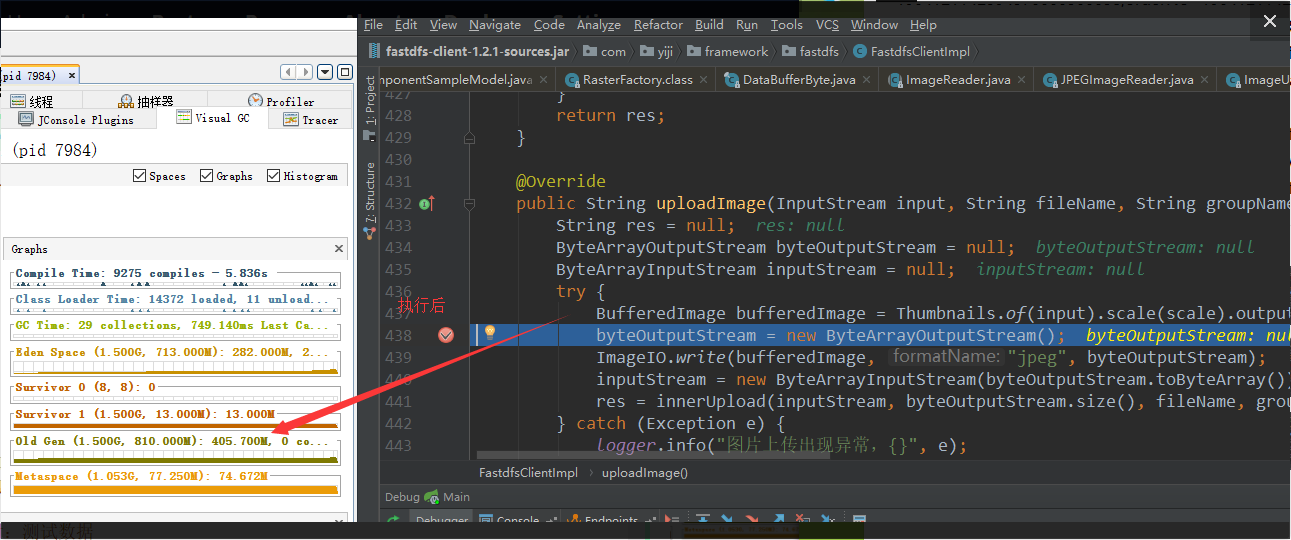 File Edit View Navigate Code Analyze Refactor Build Run Tools VCS Window Help
fastdfs-client-1.2.1-sources.jar com yiji framework fastdfs FastdfsClientImpl
mponentSampleModel.java RasterFactory.class DataBufferByte.java ImageReader.java JPEGImageReader.java ImageU
(pid 7984)
线程 抽样器 Profiler
JConsole Plugins Visual GC Tracer
(pid 7984)
Spaces Graphs Histogram
Graphs
Compile Time: 9275 compiles - 5.836s
Class Loader Time: 14372 loaded, 11 unload...
GC Time: 29 collections, 749.140ms Last Ca...
Eden Space (1.500G, 713.000M): 282.000M, 2...
Survivor 0 (8, 8): 0
Survivor 1 (1.500G, 13.000M): 13.000M
Old Gen (1.500G, 810.000M): 405.700M, 0 co...
Metaspace (1.053G, 77.250M): 74.672M
测试数据
1: Project
7: Structure
执行后
427 }
428 return res;
429 }
430
431 @Override
432 public String uploadImage(InputStream input, String fileName, String groupName
433 String res = null; res: null
434 ByteArrayOutputStream byteOutputStream = null; byteOutputStream: null
435 ByteArrayInputStream inputStream = null; inputStream: null
436 try {
437 BufferedImage bufferedImage = Thumbnails.of(input).scale(scale).outpu
438 byteOutputStream = new ByteArrayOutputStream(); byteOutputStream: nul
439 ImageIO.write(bufferedImage, formatName: "jpeg", byteOutputStream);
440 inputStream = new ByteArrayInputStream(byteOutputStream.toByteArray()
441 res = innerUpload(inputStream, byteOutputStream.size(), fileName, grou
442 } catch (Exception e) {
443 logger.info("图片上传出现异常，{}", e);
FastdfsClientImpl › uploadImage()
Debug Main
Debugger Console Endpoints